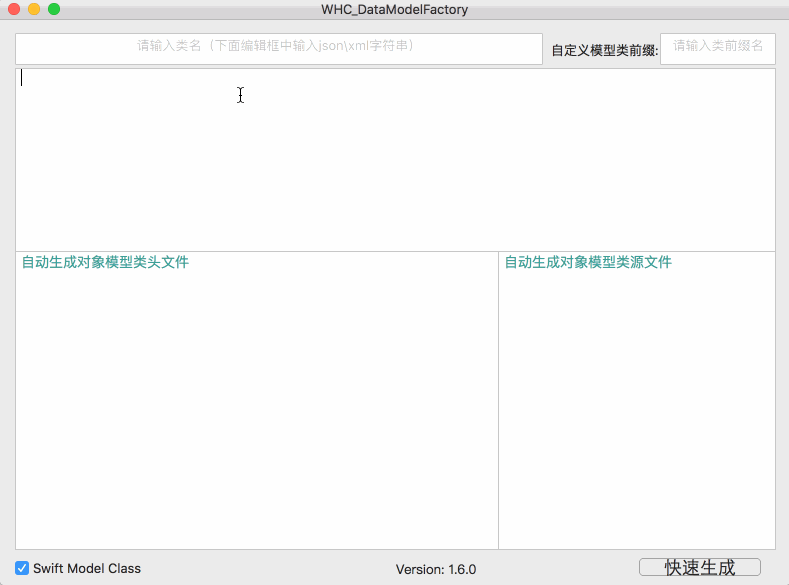 WHC_DataModelFactory
请输入类名（下面编辑框中输入json\xml字符串）
自定义模型类前缀:
请输入类前缀名
自动生成对象模型类头文件
自动生成对象模型类源文件
Swift Model Class
Version: 1.6.0
快速生成